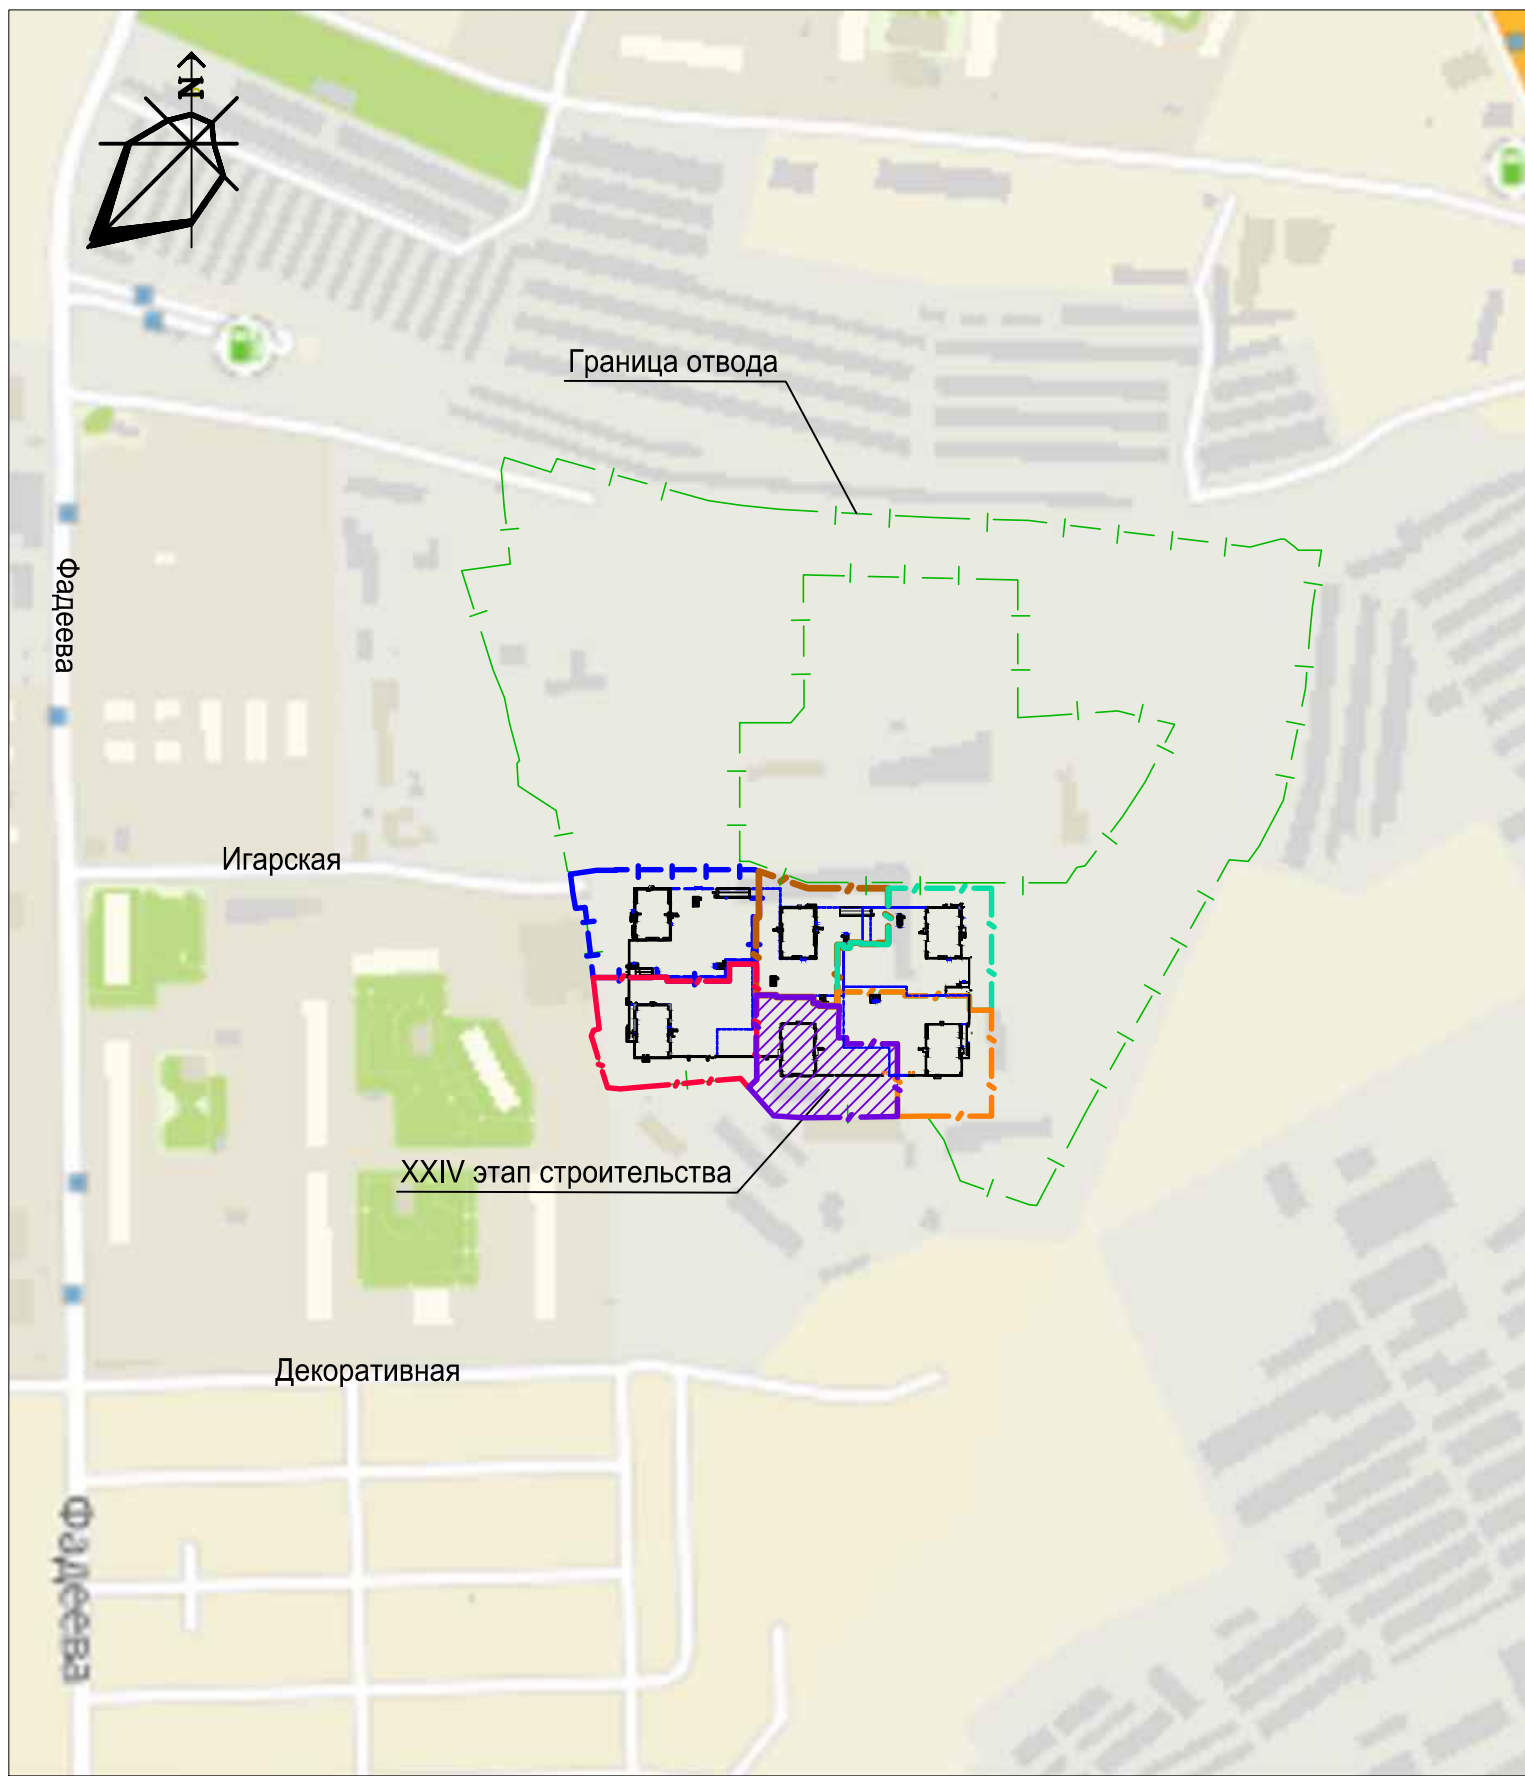 N
Граница отвода
Фадеева
Игарская
XXIV этап строительства
Декоративная
Фадеева